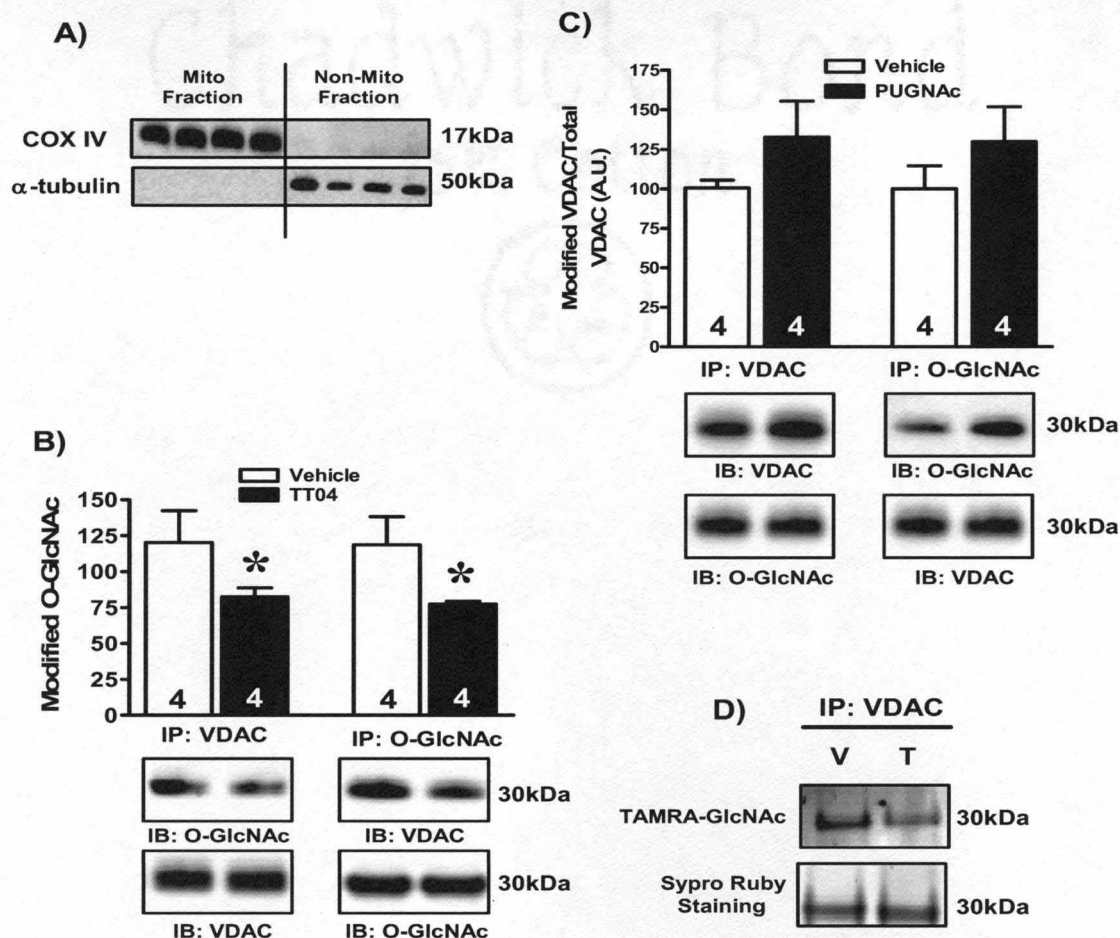 A)
Mito Fraction
Non-Mito Fraction
COX IV
17kDa
α-tubulin
50kDa
B)
Vehicle
TT04
Modified O-GlcNAc
150
125
100
75
50
25
0
*
*
4
4
4
4
IP: VDAC
IP: O-GlcNAc
30kDa
IB: O-GlcNAc
IB: VDAC
30kDa
IB: VDAC
IB: O-GlcNAc
C)
Vehicle
PUGNAc
Modified VDAC/Total
VDAC (A.U.)
175
150
125
100
75
50
25
0
4
4
4
4
IP: VDAC
IP: O-GlcNAc
30kDa
IB: VDAC
IB: O-GlcNAc
30kDa
IB: O-GlcNAc
IB: VDAC
D)
IP: VDAC
V
T
TAMRA-GlcNAc
30kDa
Sypro Ruby
Staining
30kDa